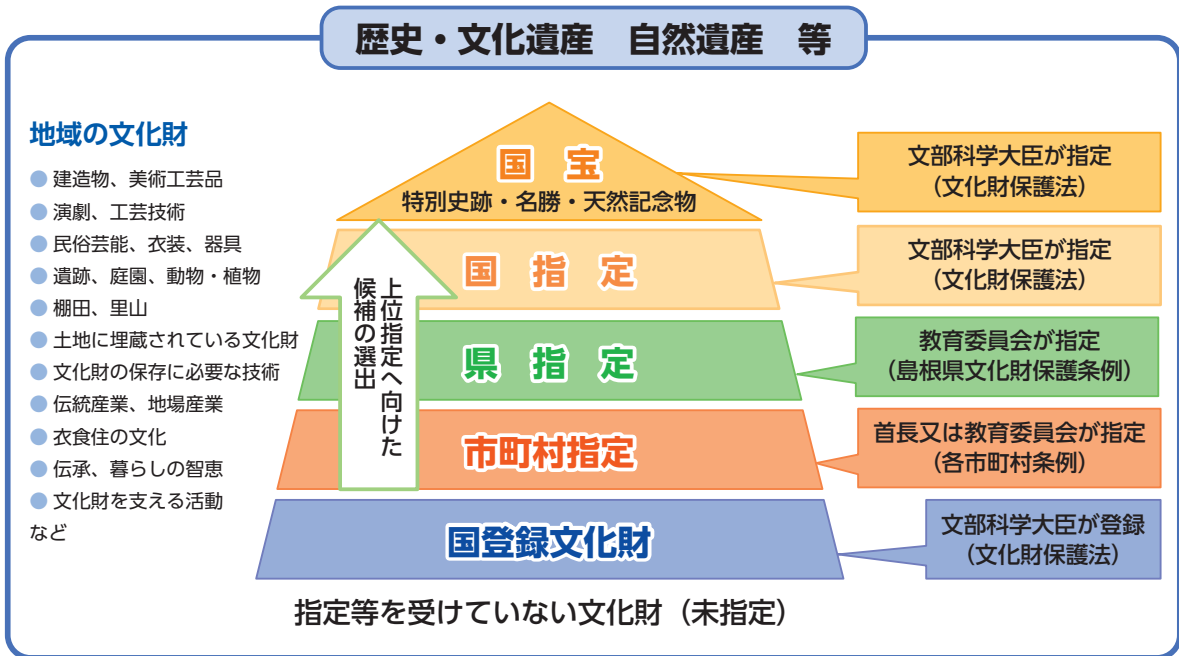 歴史・文化遺産　自然遺産　等
地域の文化財
建造物、美術工芸品
演劇、工芸技術
民俗芸能、衣装、器具
遺跡、庭園、動物・植物
棚田、里山
土地に埋蔵されている文化財
文化財の保存に必要な技術
伝統産業、地場産業
衣食住の文化
伝承、暮らしの智恵
文化財を支える活動
など
国　宝
特別史跡・名勝・天然記念物
文部科学大臣が指定
（文化財保護法）
国　指　定
文部科学大臣が指定
（文化財保護法）
上位指定へ向けた
候補の選出
県　指　定
教育委員会が指定
（島根県文化財保護条例）
市町村指定
首長又は教育委員会が指定
（各市町村条例）
国登録文化財
文部科学大臣が登録
（文化財保護法）
指定等を受けていない文化財（未指定）